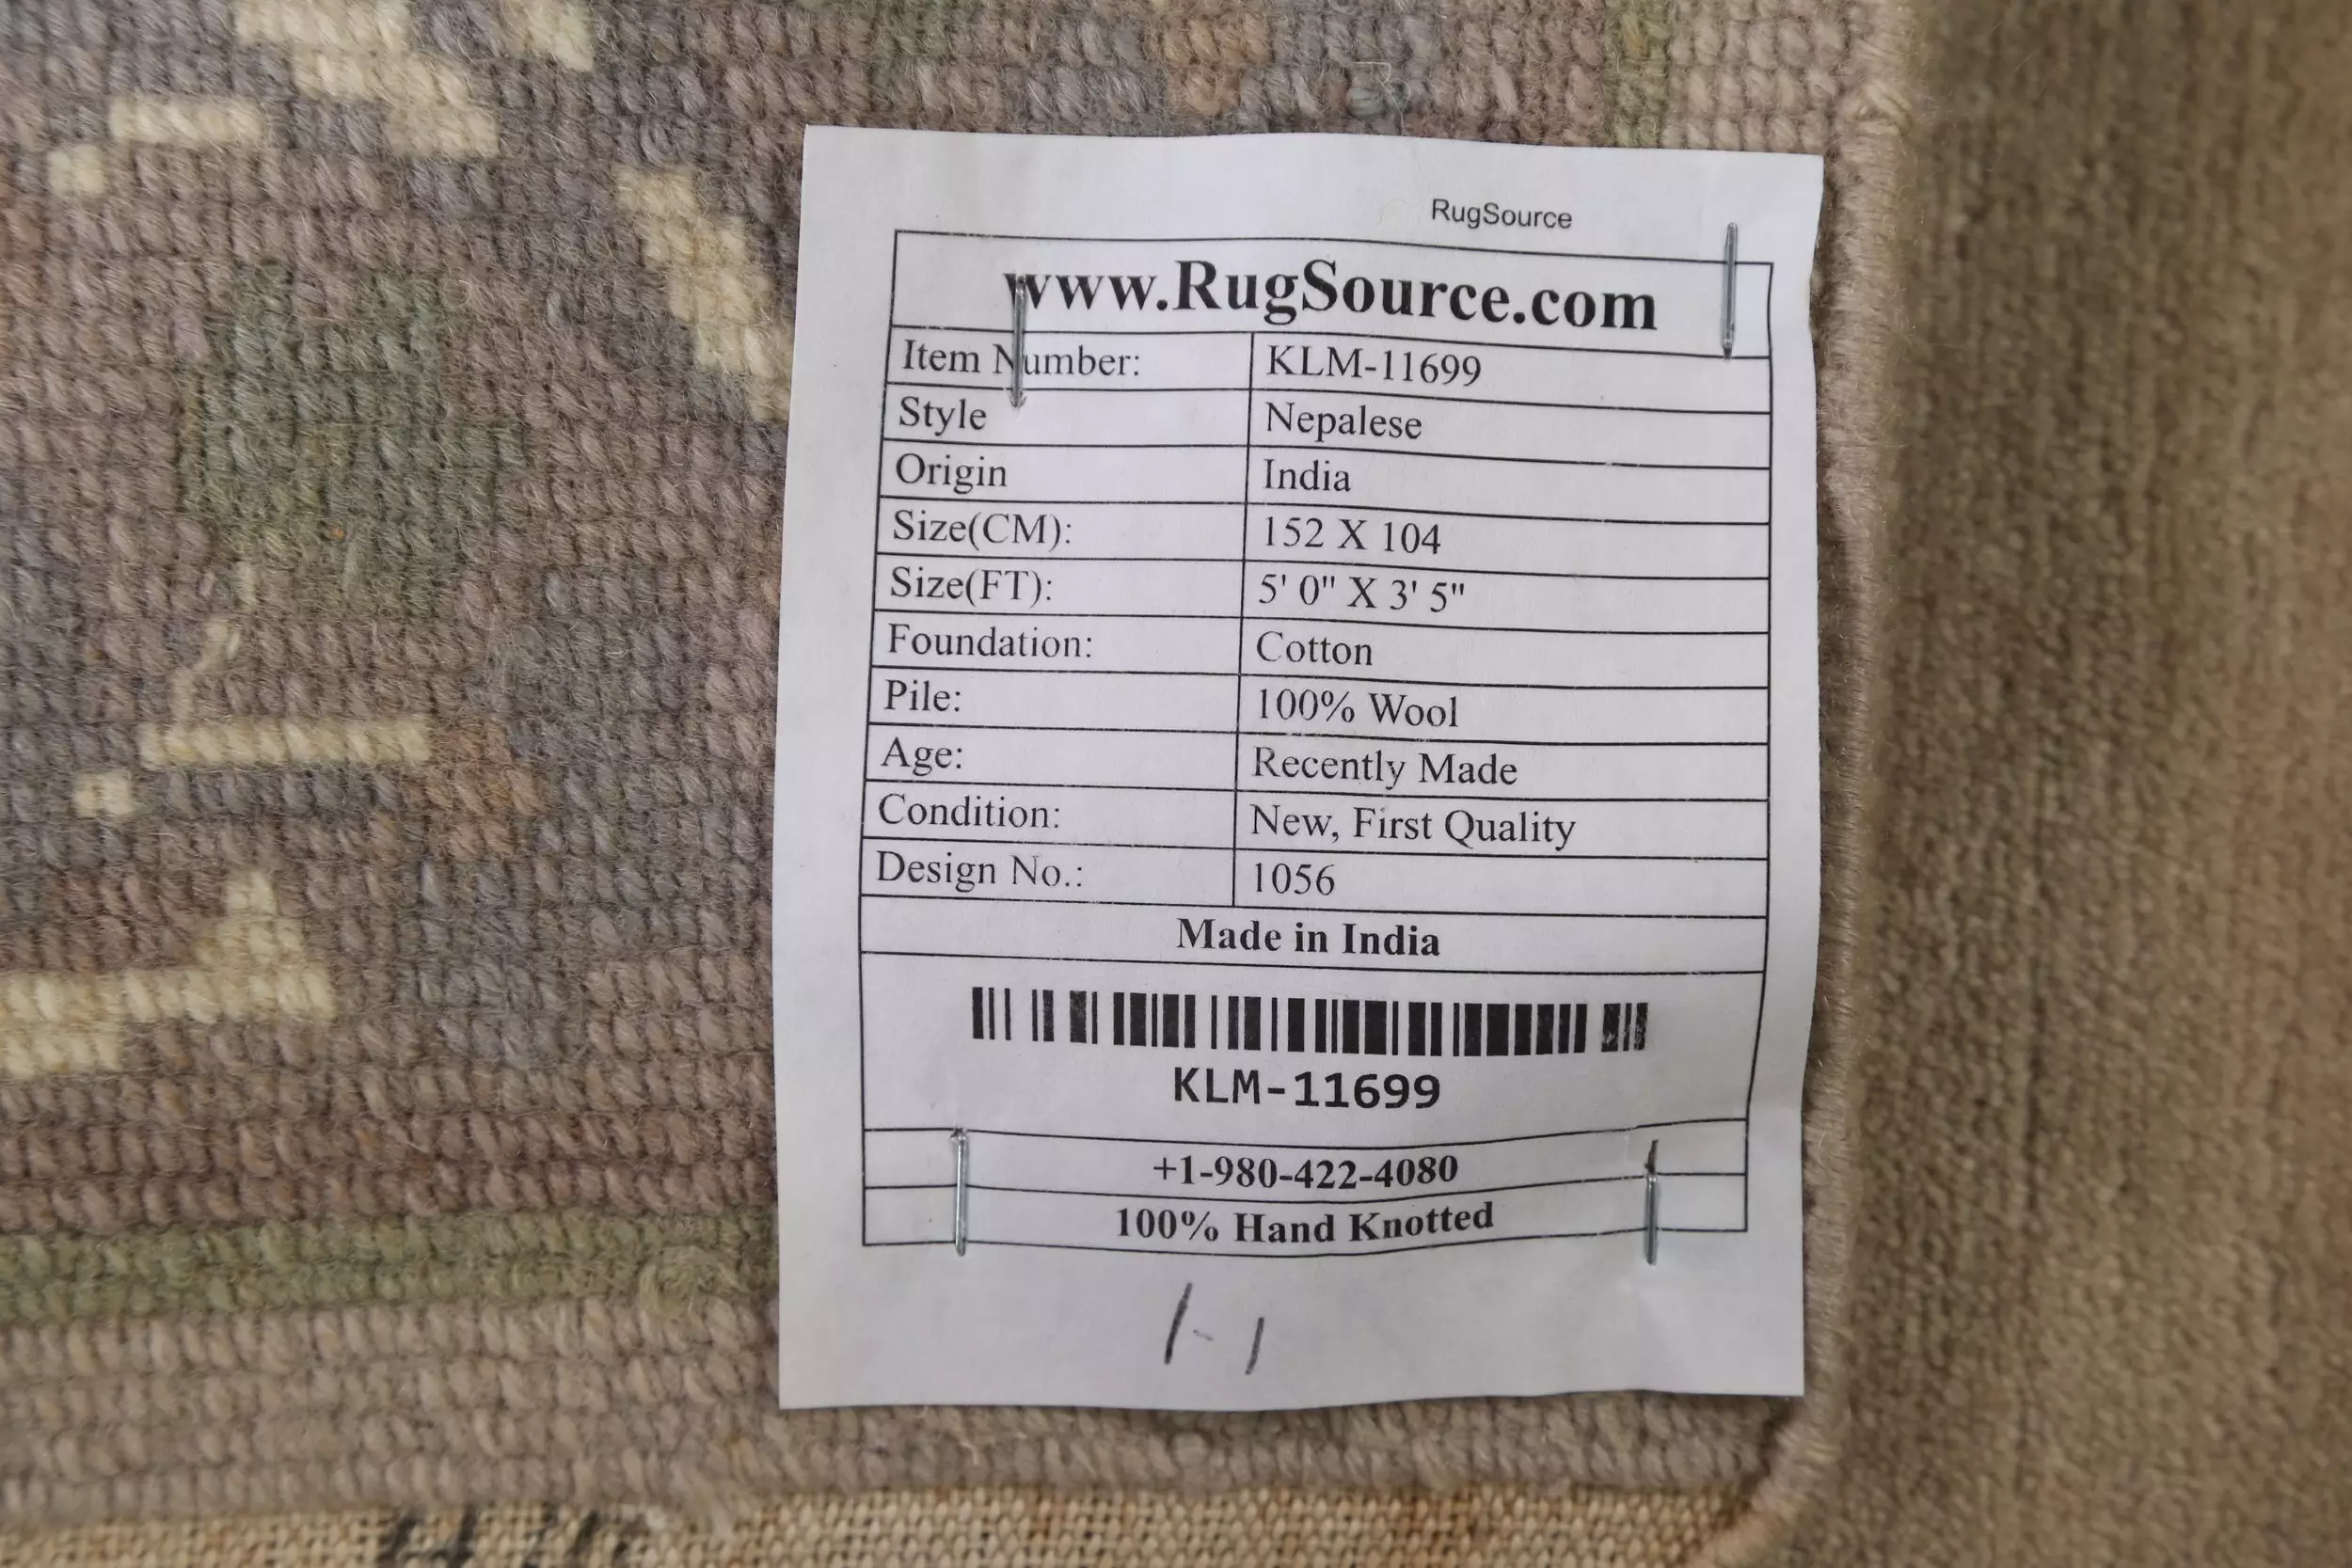 RugSource
www.RugSource.com
Item Number: KLM-11699
Style Nepalese
Origin India
Size(CM): 152 X 104
Size(FT): 5' 0" X 3' 5"
Foundation: Cotton
Pile: 100% Wool
Age: Recently Made
Condition: New, First Quality
Design No.: 1056
Made in India
KLM-11699
+1-980-422-4080
100% Hand Knotted
1-1